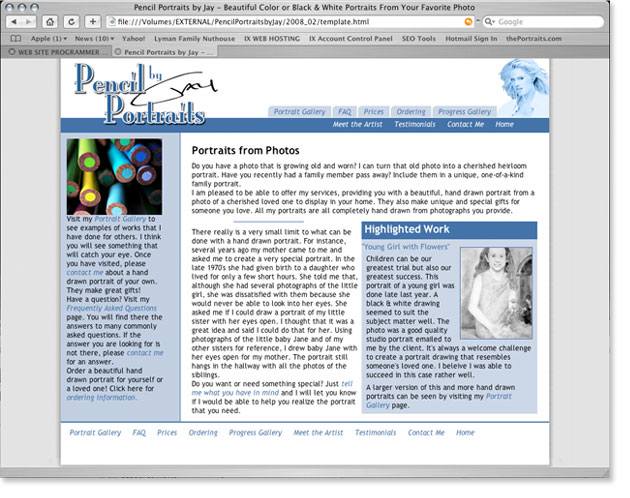 Pencil Portraits by Jay – Beautiful Color or Black & White Portraits From Your Favorite Photo
file:///Volumes/EXTERNAL/PencilPortraitsbyJay/2008_02/template.html
Google
Apple (1) News (10) Yahoo! Lyman Family Nuthouse IX WEB HOSTING IX Account Control Panel SEO Tools Hotmail Sign In thePortraits.com
WEB SITE PROGRAMMER ...
Pencil Portraits by Jay – ...
Pencil by Jay
Portraits
Portrait Gallery FAQ Prices Ordering Progress Gallery
Meet the Artist Testimonials Contact Me Home
Visit my Portrait Gallery to
see examples of works that I
have done for others. I think
you will see something that
will catch your eye. Once
you have visited, please
contact me about a hand
drawn portrait of your own.
They make great gifts!
Have a question? Visit my
Frequently Asked Questions
page. You will find there the
answers to many commonly
asked questions. If the
answer you are looking for is
not there, please contact me
for an answer.
Order a beautiful hand
drawn portrait for yourself or
a loved one! Click here for
ordering information.
Portraits from Photos
Do you have a photo that is growing old and worn? I can turn that old photo into a cherished heirloom
portrait. Have you recently had a family member pass away? Include them in a unique, one-of-a-kind
family portrait.
I am pleased to be able to offer my services, providing you with a beautiful, hand drawn portrait from a
photo of a cherished loved one to display in your home. They also make unique and special gifts for
someone you love. All my portraits are all completely hand drawn from photographs you provide.
There really is a very small limit to what can be
done with a hand drawn portrait. For instance,
several years ago my mother came to me and
asked me to create a very special portrait. In the
late 1970s she had given birth to a daughter who
lived for only a few short hours. She told me that,
although she had several photographs of the little
girl, she was dissatisfied with them because she
would never be able to look into her eyes. She
asked me if I could draw a portrait of my little
sister with her eyes open. I thought that it was a
great idea and I said I could do that for her. Using
photographs of the little baby Jane and of my
other sisters for reference, I drew baby Jane with
her eyes open for my mother. The portrait still
hangs in the hallway with all the photos of the
siblings.
Do you want or need something special? Just tell
me what you have in mind and I will let you know
if I would be able to help you realize the portrait
that you need.
Highlighted Work
"Young Girl with Flowers"
Children can be our
greatest trial but also our
greatest success. This
portrait of a young girl was
done late last year. A
black & white drawing
seemed to suit the
subject matter well. The
photo was a good quality
studio portrait emailed to
me by the client. It's always a welcome challenge
to create a portrait drawing that resembles
someone's loved one. I beleive I was able to
succeed in this case rather well.
A larger version of this and more hand drawn
portraits can be seen by visiting my Portrait
Gallery page.
Portrait Gallery FAQ Prices Ordering Progress Gallery Meet the Artist Testimonials Contact Me Home